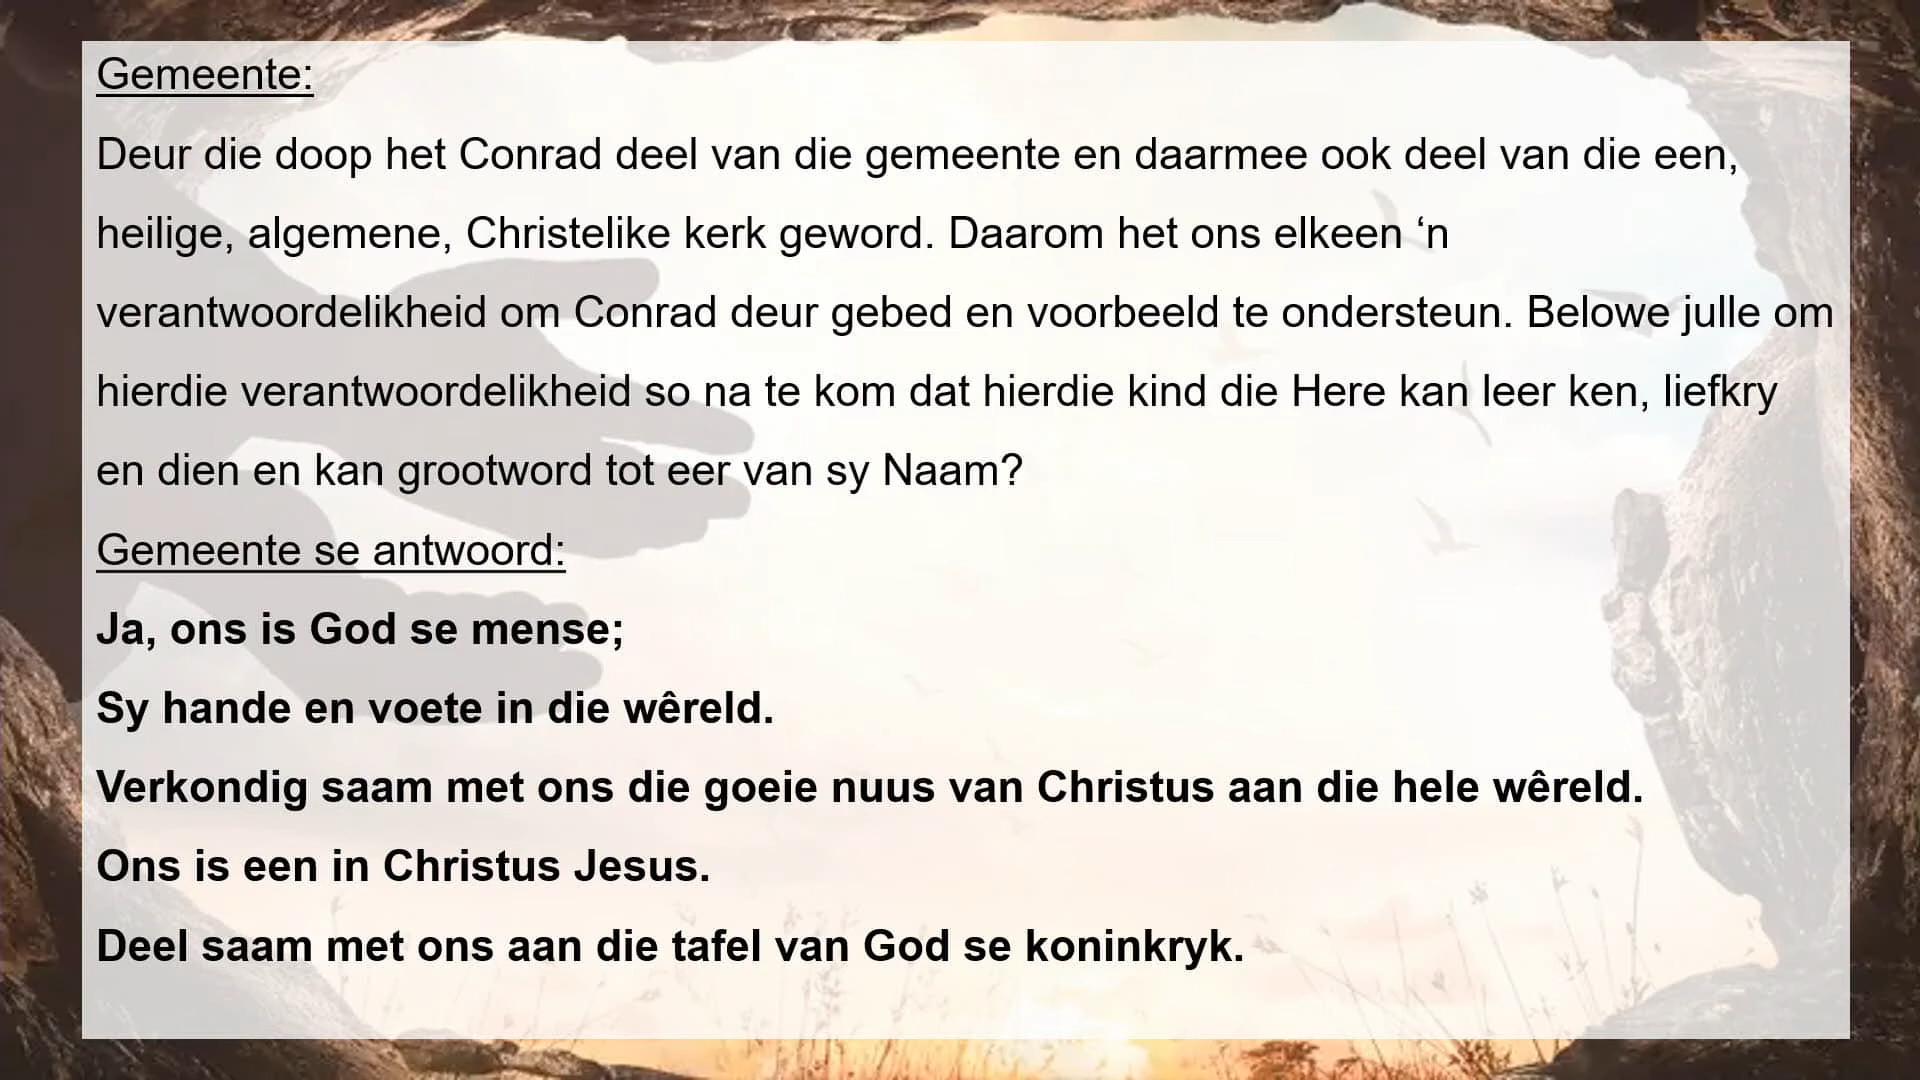 Gemeente:
Deur die doop het Conrad deel van die gemeente en daarmee ook deel van die een,
heilige, algemene, Christelike kerk geword. Daarom het ons elkeen ‘n
verantwoordelikheid om Conrad deur gebed en voorbeeld te ondersteun. Belowe julle om
hierdie verantwoordelikheid so na te kom dat hierdie kind die Here kan leer ken, liefkry
en dien en kan grootword tot eer van sy Naam?
Gemeente se antwoord:
Ja, ons is God se mense;
Sy hande en voete in die wêreld.
Verkondig saam met ons die goeie nuus van Christus aan die hele wêreld.
Ons is een in Christus Jesus.
Deel saam met ons aan die tafel van God se koninkryk.